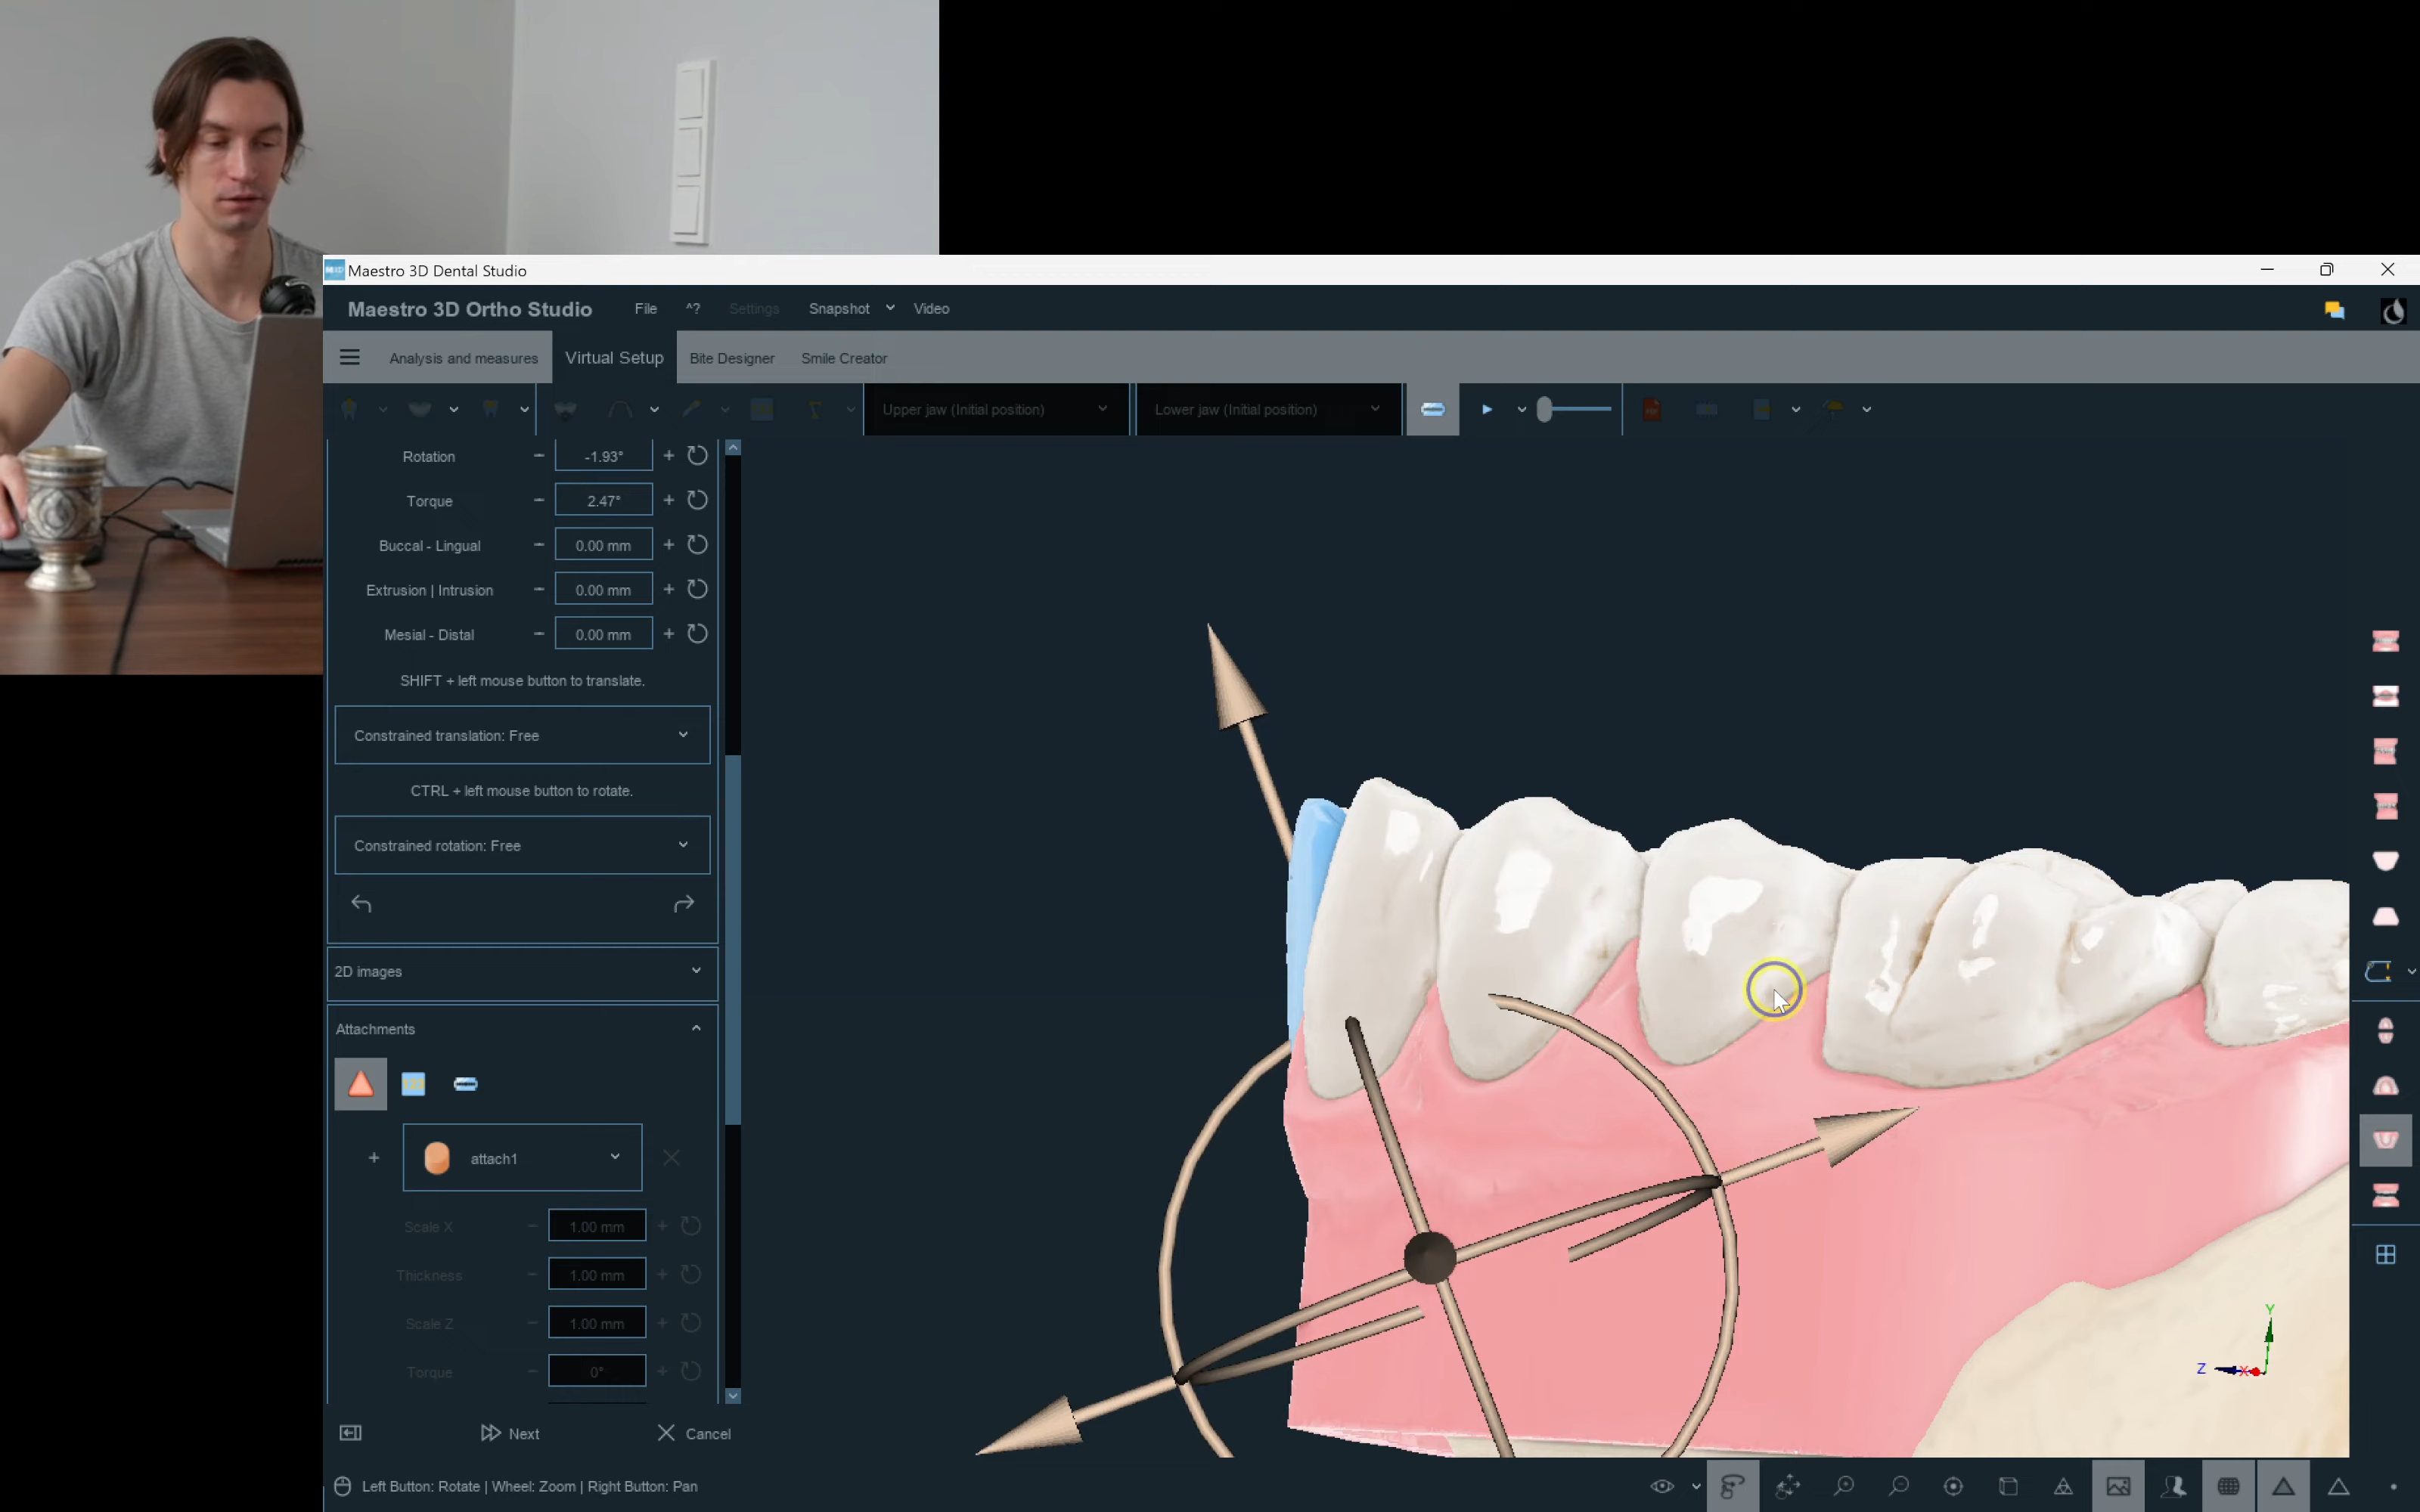 Maestro 3D Dental Studio
Maestro 3D Ortho Studio File ^? Settings Snapshot Video
Analysis and measures Virtual Setup Bite Designer Smile Creator
Upper jaw (Initial position) Lower jaw (Initial position)
Rotation -1.93°
Torque 2.47°
Buccal - Lingual 0.00 mm
Extrusion | Intrusion 0.00 mm
Mesial - Distal 0.00 mm
SHIFT + left mouse button to translate.
Constrained translation: Free
CTRL + left mouse button to rotate.
Constrained rotation: Free
2D images
Attachments
attach1
Scale X 1.00 mm
Thickness 1.00 mm
Scale Z 1.00 mm
Torque 0°
Next Cancel
Left Button: Rotate | Wheel: Zoom | Right Button: Pan
Y
Z X